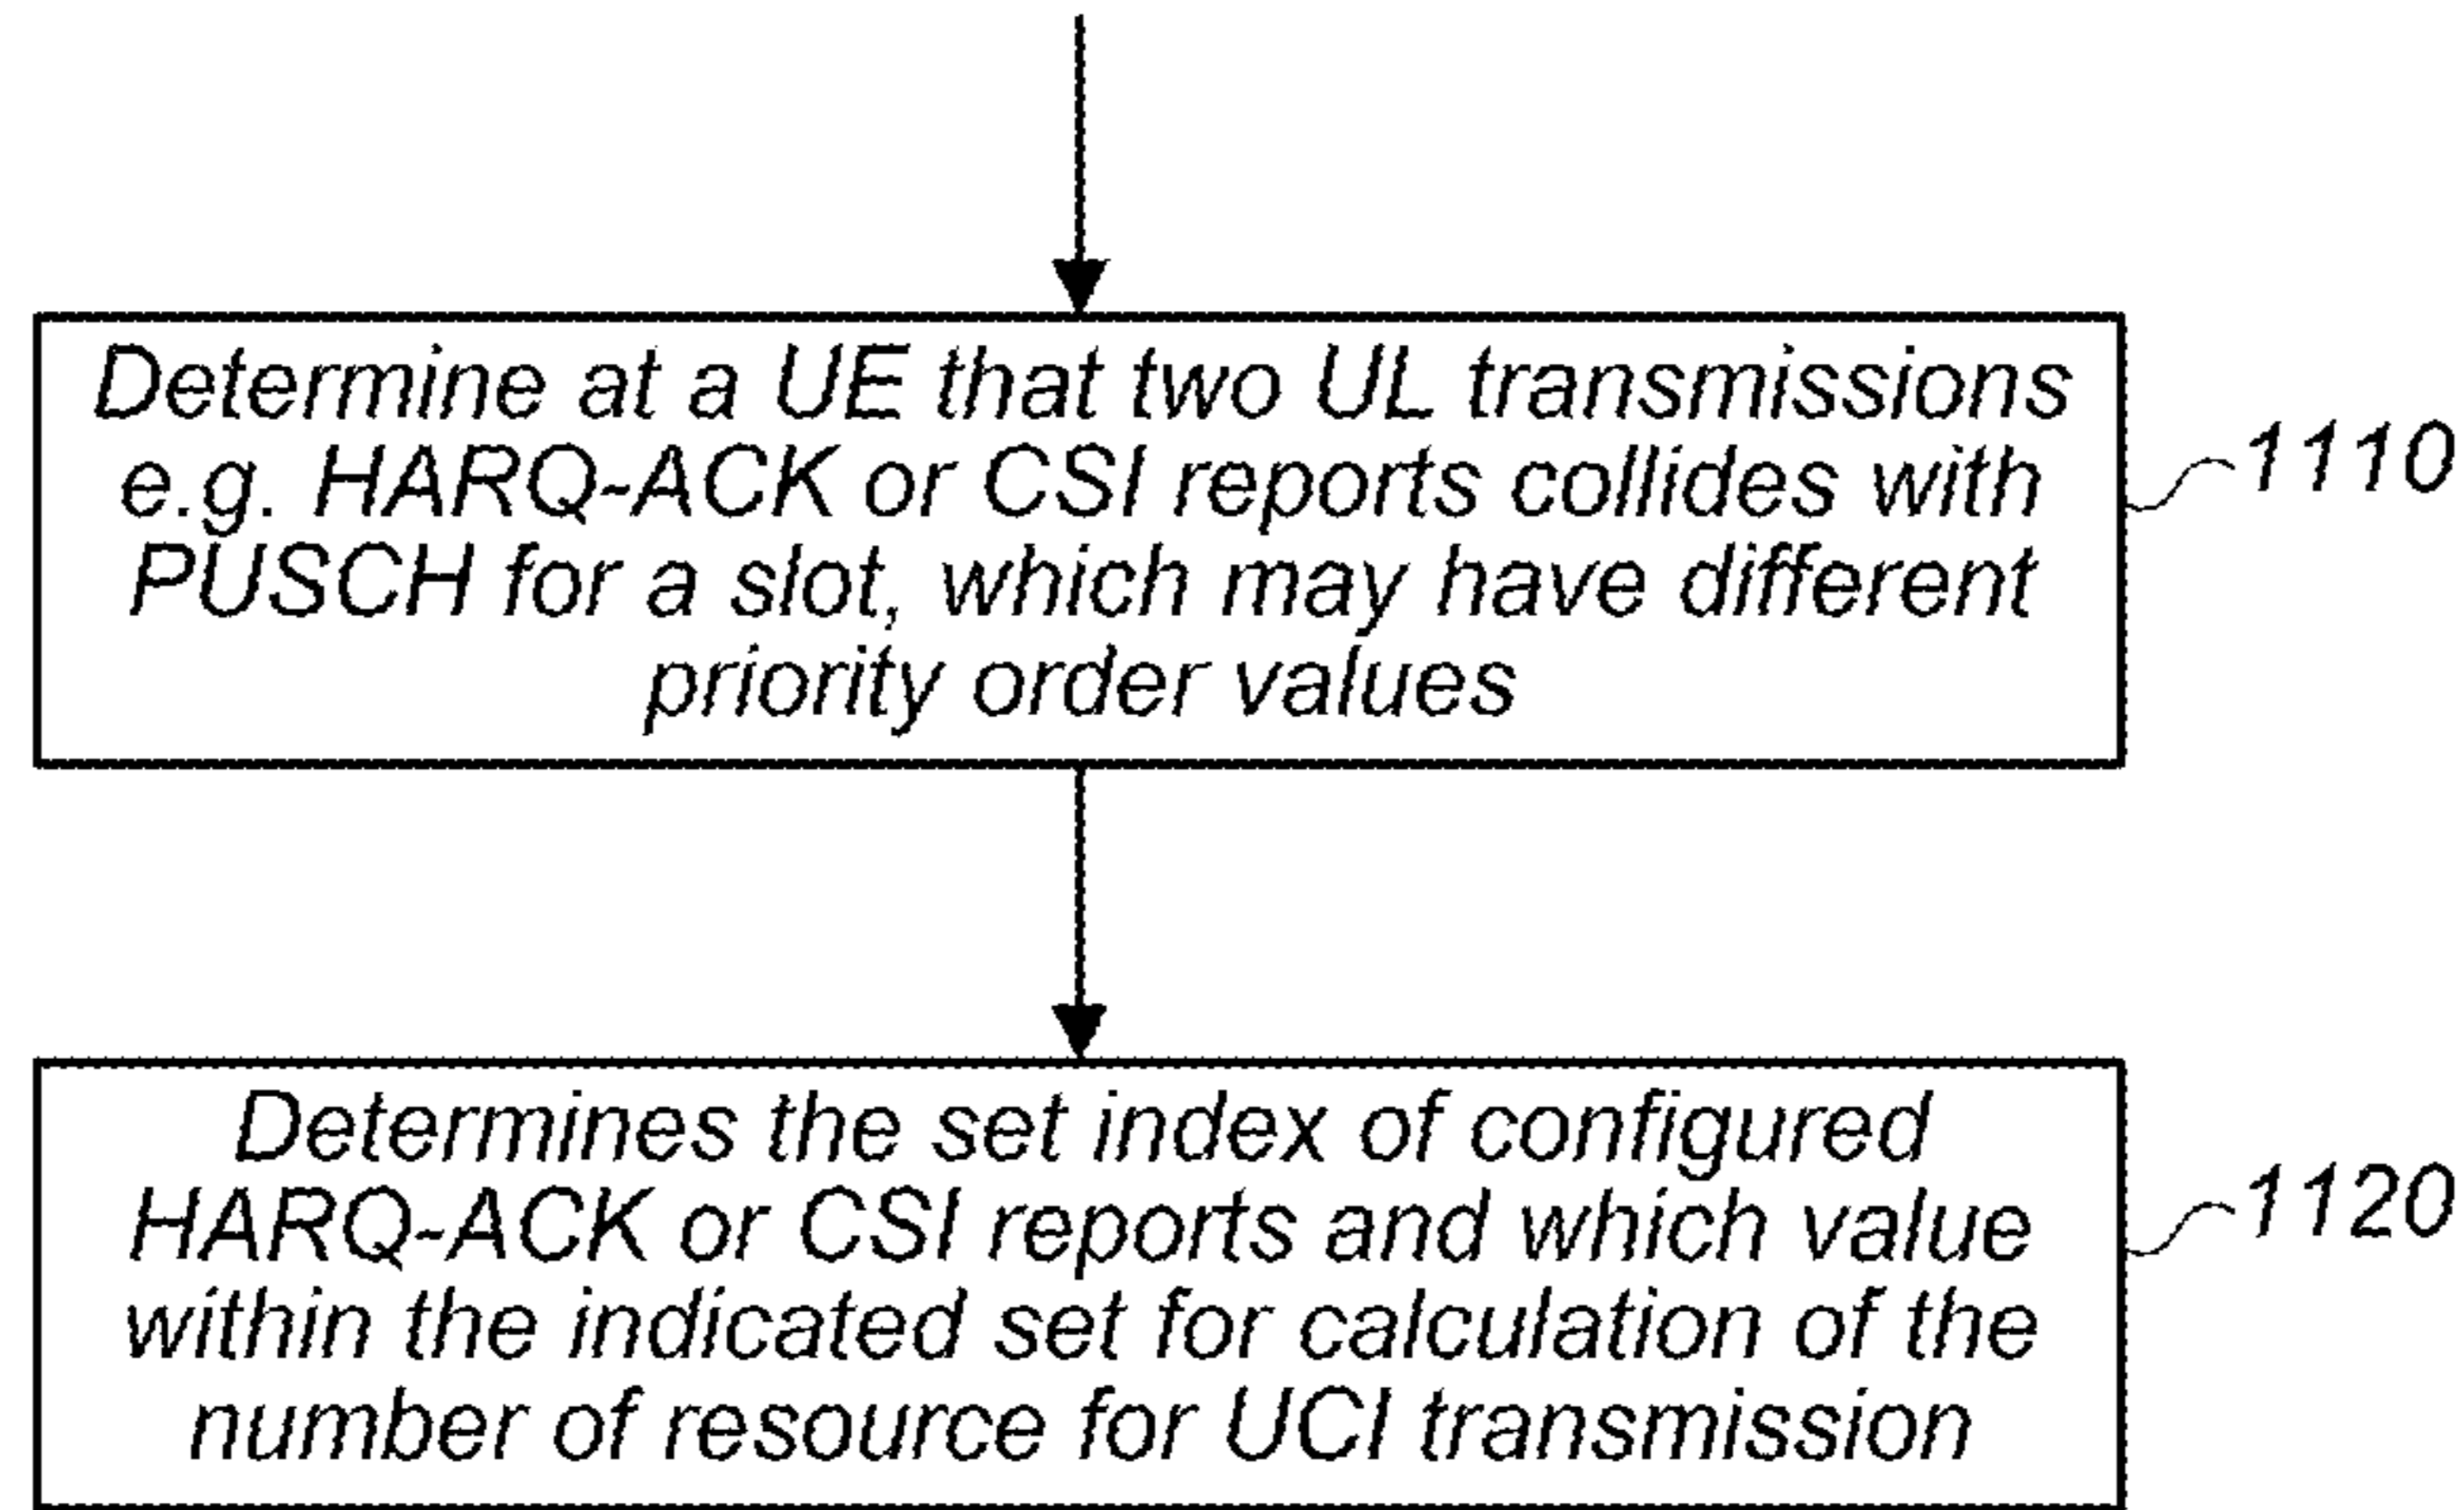 Determine at a UE that two UL transmissions
e.g. HARQ-ACK or CSI reports collides with
PUSCH for a slot, which may have different
priority order values
1110
Determines the set index of configured
HARQ-ACK or CSI reports and which value
within the indicated set for calculation of the
number of resource for UCI transmission
1120